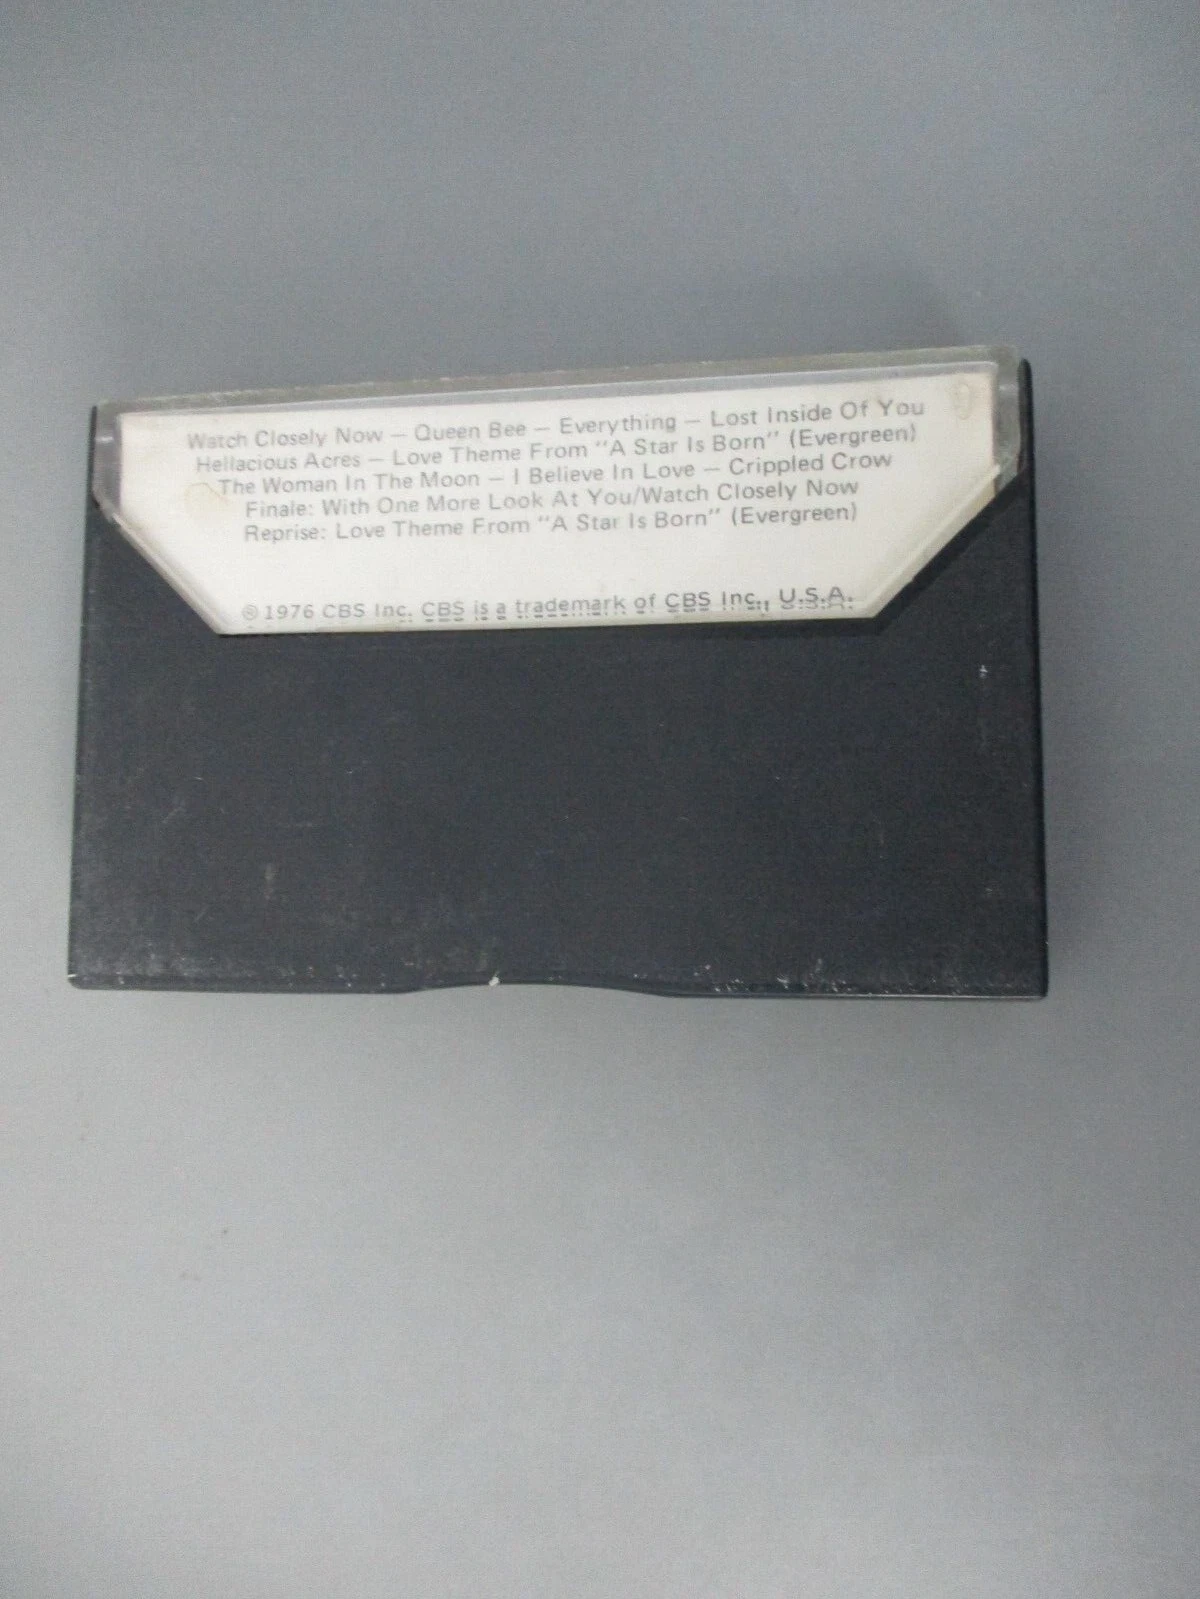 Watch Closely Now — Queen Bee — Everything — Lost Inside Of You
Hellacious Acres — Love Theme From "A Star Is Born" (Evergreen)
The Woman In The Moon — I Believe In Love — Crippled Crow
Finale: With One More Look At You/Watch Closely Now
Reprise: Love Theme From "A Star Is Born" (Evergreen)
℗ 1976 CBS Inc. CBS is a trademark of CBS Inc., U.S.A.